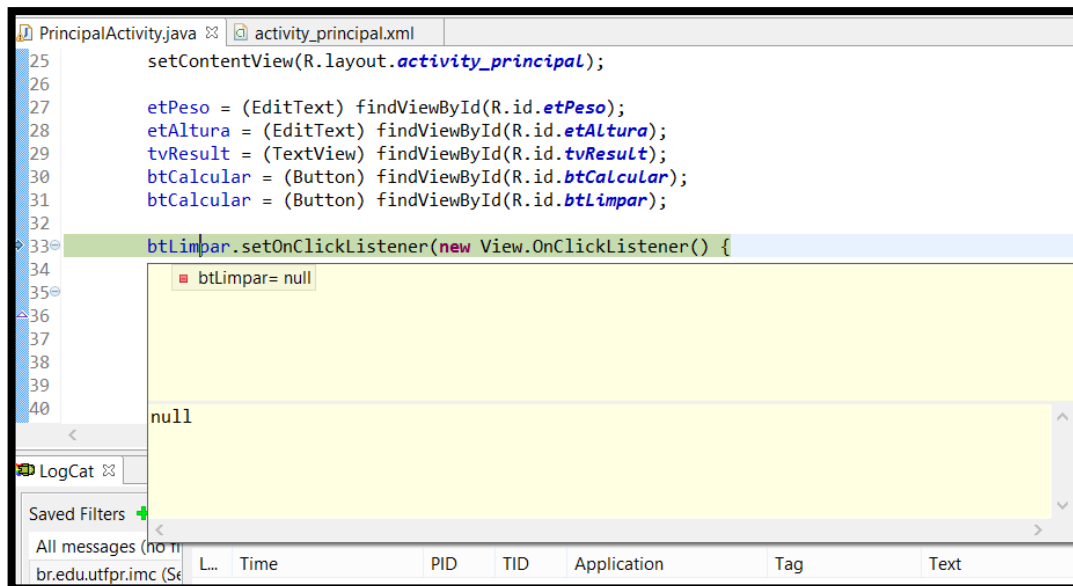 PrincipalActivity.java activity_principal.xml
25 setContentView(R.layout.activity_principal);
26
27 etPeso = (EditText) findViewById(R.id.etPeso);
28 etAltura = (EditText) findViewById(R.id.etAltura);
29 tvResult = (TextView) findViewById(R.id.tvResult);
30 btCalcular = (Button) findViewById(R.id.btCalcular);
31 btCalcular = (Button) findViewById(R.id.btLimpar);
32
33 btLimpar.setOnClickListener(new View.OnClickListener() {
34
btLimpar= null
35
36
37
38
39
40
null
LogCat
Saved Filters
All messages (no
L... Time PID TID Application Tag Text
br.edu.utfpr.imc (Se